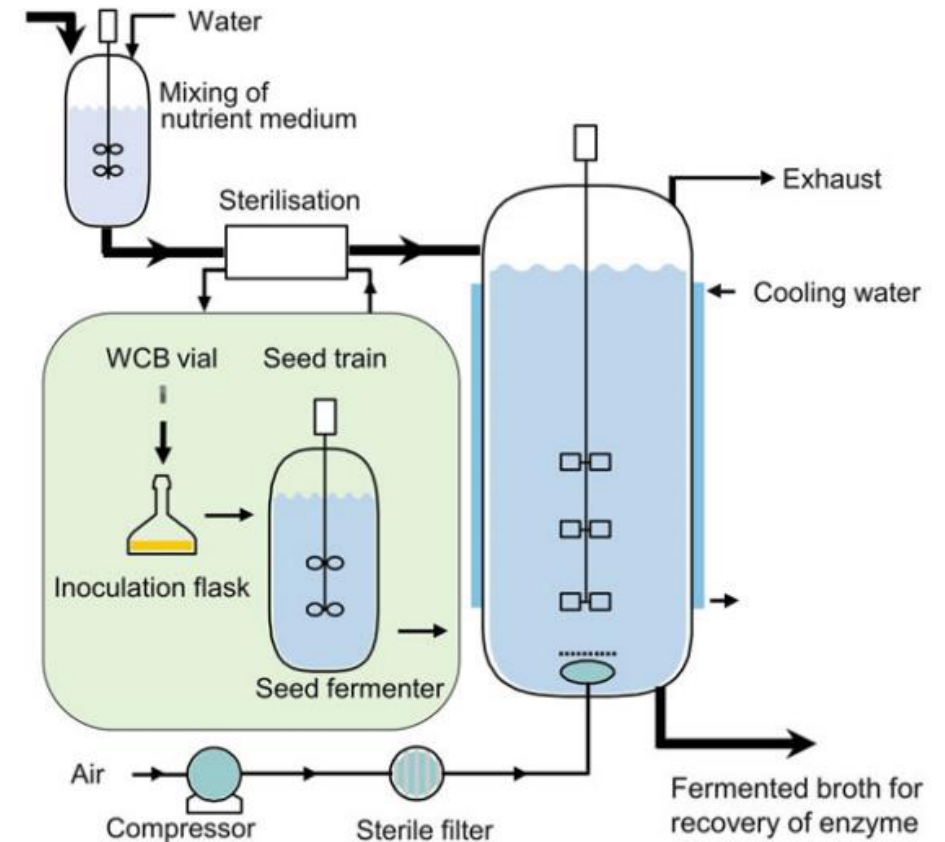 Water
Mixing of
nutrient medium
Sterilisation
Exhaust
Cooling water
WCB vial
Seed train
Inoculation flask
Seed fermenter
Air
Compressor
Sterile filter
Fermented broth for
recovery of enzyme